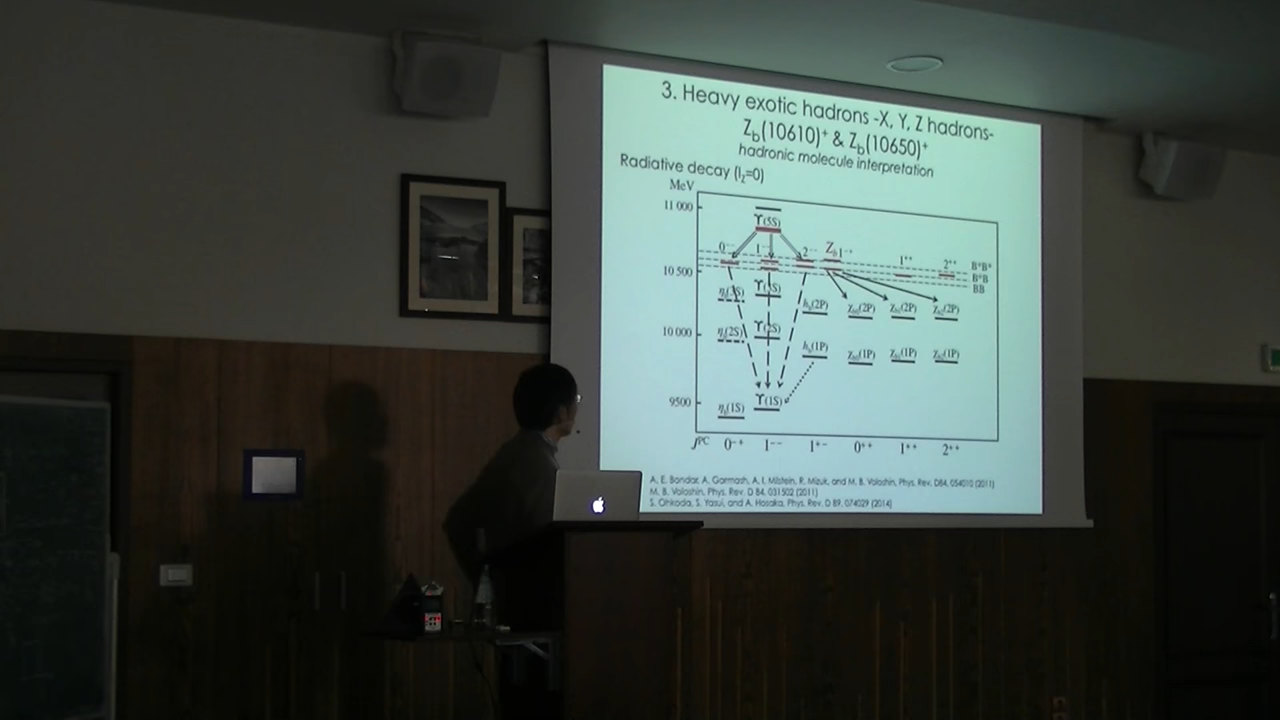 3. Heavy exotic hadrons -X, Y, Z hadrons-
Zb(10610)⁺ & Zb(10650)⁺
hadronic molecule interpretation
Radiative decay (Iz=0)
MeV
11 000
ϒ(5S)
0⁻⁻ 1⁻⁻ 2⁻⁻ Zb 1⁻⁺ 1⁺⁺ 2⁺⁺ B*B*
10 500 B*B
BB
ηb(3S) ϒ(3S) hb(2P) χb0(2P) χb1(2P) χb2(2P)
10 000 ηb(2S) ϒ(2S) hb(1P) χb0(1P) χb1(1P) χb2(1P)
9500 ηb(1S) ϒ(1S)
Jᴾᶜ 0⁻⁺ 1⁻⁻ 1⁺⁻ 0⁺⁺ 1⁺⁺ 2⁺⁺
A. E. Bondar, A. Garmash, A. I. Milstein, R. Mizuk, and M. B. Voloshin, Phys. Rev. D84, 054010 (2011)
M. B. Voloshin, Phys. Rev. D 84, 031502 (2011)
S. Ohkoda, S. Yasui, and A. Hosaka, Phys. Rev. D 89, 074029 (2014)